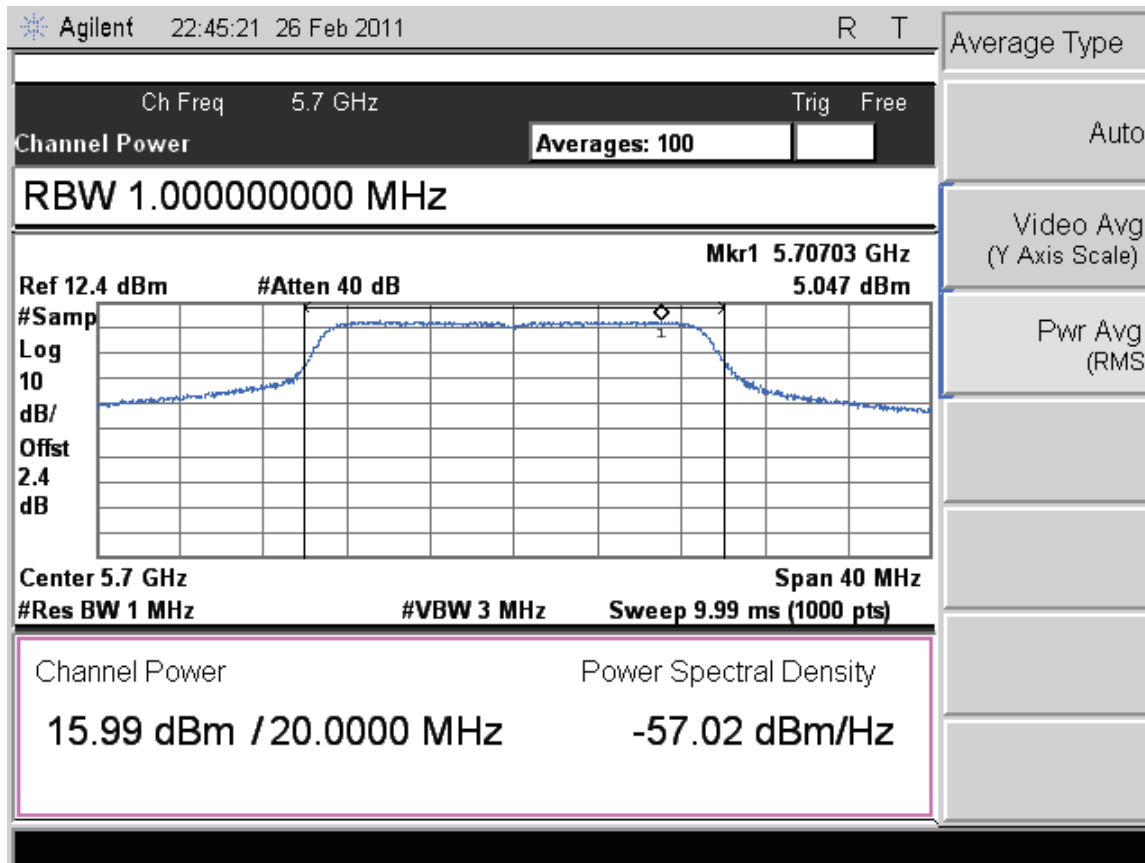 Agilent 22:45:21 26 Feb 2011 R T
Average Type
Ch Freq 5.7 GHz Trig Free
Channel Power Averages: 100
Auto
RBW 1.000000000 MHz
Video Avg
(Y Axis Scale)
Mkr1 5.70703 GHz
Ref 12.4 dBm #Atten 40 dB 5.047 dBm
#Samp
Log
10
dB/
Offst
2.4
dB
1
Pwr Avg
(RMS
Center 5.7 GHz Span 40 MHz
#Res BW 1 MHz #VBW 3 MHz Sweep 9.99 ms (1000 pts)
Channel Power Power Spectral Density
15.99 dBm / 20.0000 MHz -57.02 dBm/Hz